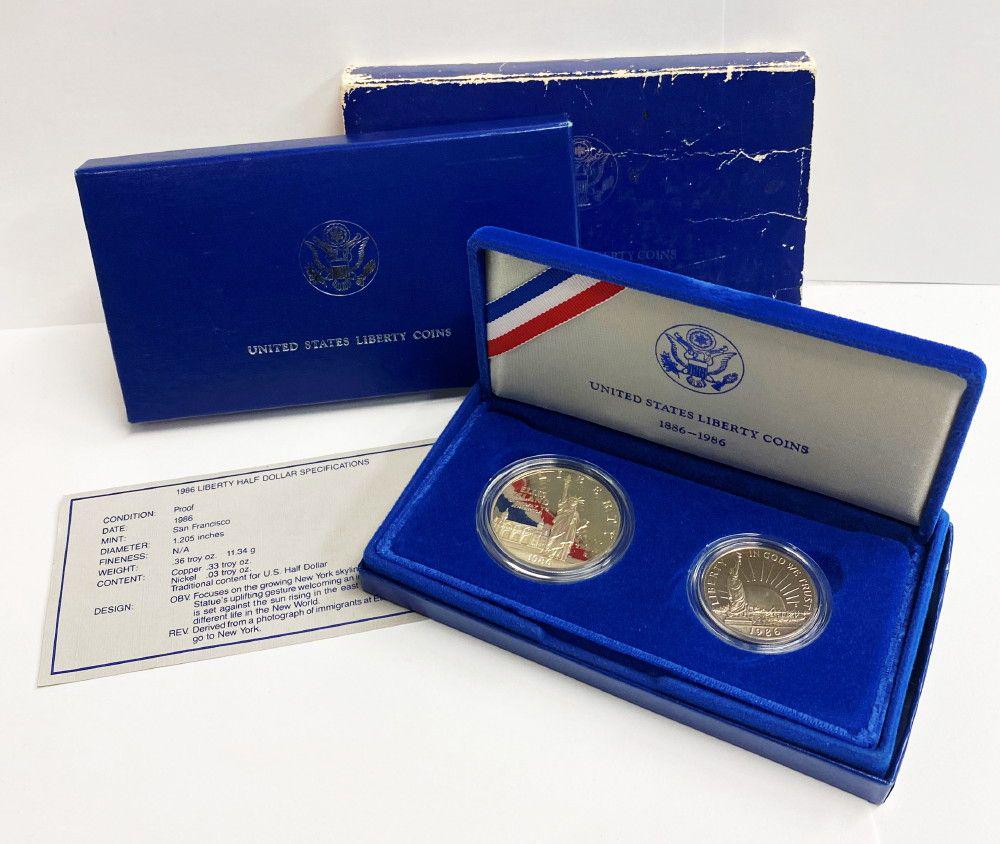 UNITED STATES LIBERTY COINS
RTY COINS
UNITED STATES LIBERTY COINS
1886-1986
LIBERTY
1986
LIBERTY
IN GOD WE TRUST
1986
1986 LIBERTY HALF DOLLAR SPECIFICATIONS
CONDITION: Proof
DATE: 1986
MINT: San Francisco
DIAMETER: 1.205 inches
FINENESS: N/A
WEIGHT: .36 troy oz. 11.34 g
CONTENT: Copper .33 troy oz.
Nickel .03 troy oz.
Traditional content for U.S. Half Dollar
DESIGN: OBV. Focuses on the growing New York skyline
Statue's uplifting gesture welcoming an in
is set against the sun rising in the east
different life in the New World.
REV. Derived from a photograph of immigrants at E
go to New York.